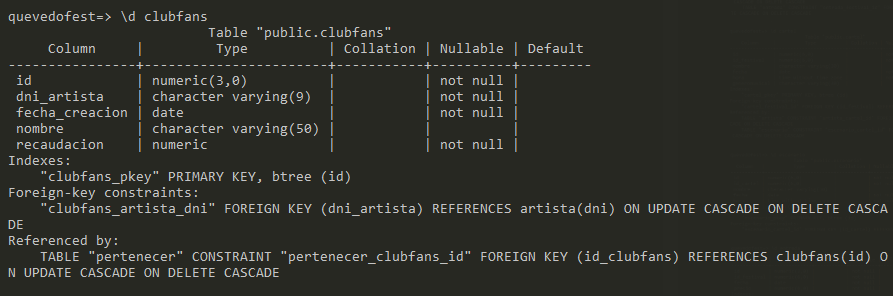 quevedofest=> \d clubfans
                         Table "public.clubfans"
     Column     |         Type          | Collation | Nullable | Default
----------------+-----------------------+-----------+----------+---------
 id             | numeric(3,0)          |           | not null |
 dni_artista    | character varying(9)  |           | not null |
 fecha_creacion | date                  |           | not null |
 nombre         | character varying(50) |           |          |
 recaudacion    | numeric               |           | not null |
Indexes:
    "clubfans_pkey" PRIMARY KEY, btree (id)
Foreign-key constraints:
    "clubfans_artista_dni" FOREIGN KEY (dni_artista) REFERENCES artista(dni) ON UPDATE CASCADE ON DELETE CASCA
DE
Referenced by:
    TABLE "pertenecer" CONSTRAINT "pertenecer_clubfans_id" FOREIGN KEY (id_clubfans) REFERENCES clubfans(id) O
N UPDATE CASCADE ON DELETE CASCADE